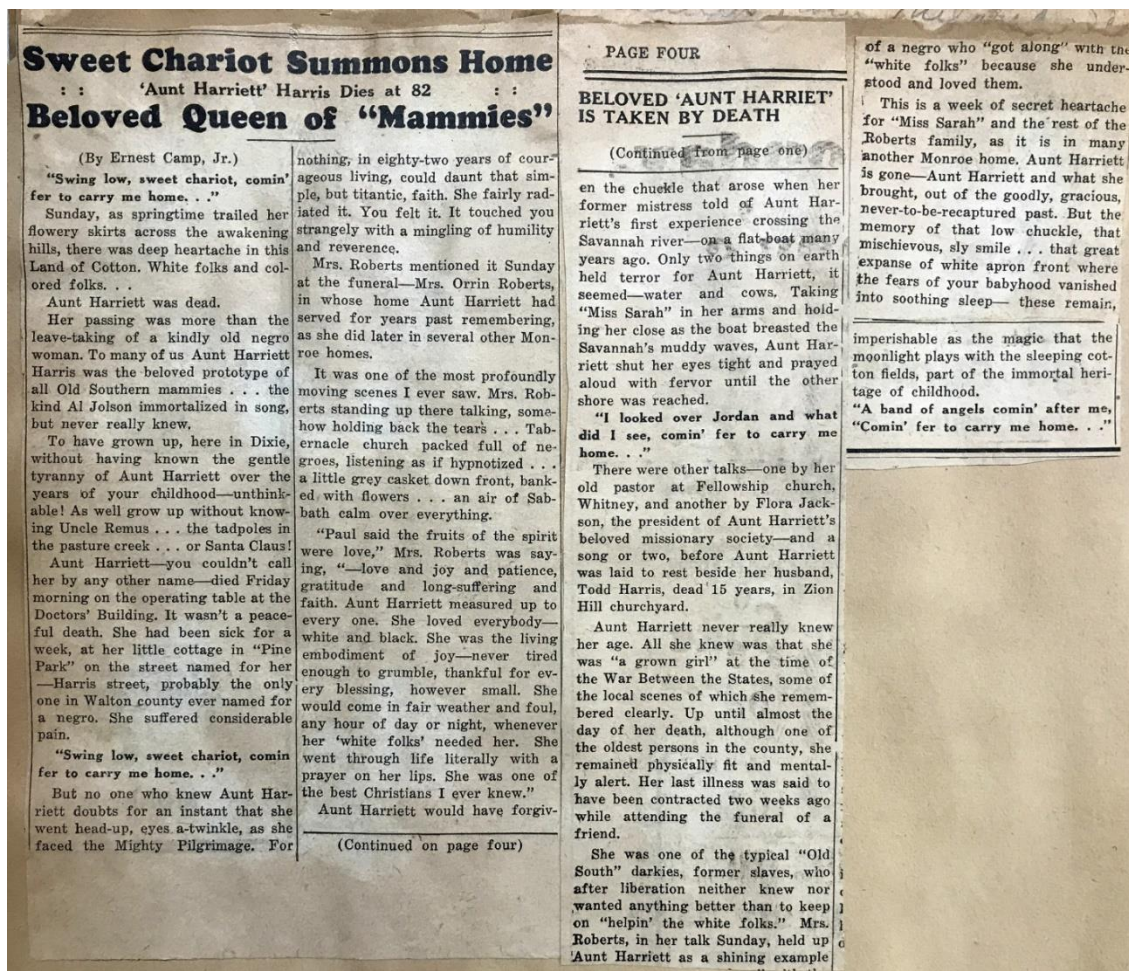 Sweet Chariot Summons Home
: : 'Aunt Harriett' Harris Dies at 82 : :
Beloved Queen of "Mammies"
(By Ernest Camp, Jr.)
"Swing low, sweet chariot, comin'
fer to carry me home. . ."
Sunday, as springtime trailed her
flowery skirts across the awakening
hills, there was deep heartache in this
Land of Cotton. White folks and col-
ored folks. . .
Aunt Harriett was dead.
Her passing was more than the
leave-taking of a kindly old negro
woman. To many of us Aunt Harriett
Harris was the beloved prototype of
all Old Southern mammies . . . the
kind Al Jolson immortalized in song,
but never really knew.
To have grown up, here in Dixie,
without having known the gentle
tyranny of Aunt Harriett over the
years of your childhood—unthink-
able! As well grow up without know-
ing Uncle Remus . . . the tadpoles in
the pasture creek . . . or Santa Claus!
Aunt Harriett—you couldn't call
her by any other name—died Friday
morning on the operating table at the
Doctors' Building. It wasn't a peace-
ful death. She had been sick for a
week, at her little cottage in "Pine
Park" on the street named for her
—Harris street, probably the only
one in Walton county ever named for
a negro. She suffered considerable
pain.
"Swing low, sweet chariot, comin
fer to carry me home. . ."
But no one who knew Aunt Har-
riett doubts for an instant that she
went head-up, eyes a-twinkle, as she
faced the Mighty Pilgrimage. For
nothing, in eighty-two years of cour-
ageous living, could daunt that sim-
ple, but titantic, faith. She fairly rad-
iated it. You felt it. It touched you
strangely with a mingling of humility
and reverence.
Mrs. Roberts mentioned it Sunday
at the funeral—Mrs. Orrin Roberts,
in whose home Aunt Harriett had
served for years past remembering,
as she did later in several other Mon-
roe homes.
It was one of the most profoundly
moving scenes I ever saw. Mrs. Rob-
erts standing up there talking, some-
how holding back the tears . . . Tab-
ernacle church packed full of ne-
groes, listening as if hypnotized . . .
a little grey casket down front, bank-
ed with flowers . . . an air of Sab-
bath calm over everything.
"Paul said the fruits of the spirit
were love," Mrs. Roberts was say-
ing, "—love and joy and patience,
gratitude and long-suffering and
faith. Aunt Harriett measured up to
every one. She loved everybody—
white and black. She was the living
embodiment of joy—never tired
enough to grumble, thankful for ev-
ery blessing, however small. She
would come in fair weather and foul,
any hour of day or night, whenever
her 'white folks' needed her. She
went through life literally with a
prayer on her lips. She was one of
the best Christians I ever knew."
Aunt Harriett would have forgiv-
(Continued on page four)
PAGE FOUR
BELOVED 'AUNT HARRIET'
IS TAKEN BY DEATH
(Continued from page one)
en the chuckle that arose when her
former mistress told of Aunt Har-
riett's first experience crossing the
Savannah river—on a flat-boat many
years ago. Only two things on earth
held terror for Aunt Harriett, it
seemed—water and cows. Taking
"Miss Sarah" in her arms and hold-
ing her close as the boat breasted the
Savannah's muddy waves, Aunt Har-
riett shut her eyes tight and prayed
aloud with fervor until the other
shore was reached.
"I looked over Jordan and what
did I see, comin' fer to carry me
home. . ."
There were other talks—one by her
old pastor at Fellowship church,
Whitney, and another by Flora Jack-
son, the president of Aunt Harriett's
beloved missionary society—and a
song or two, before Aunt Harriett
was laid to rest beside her husband,
Todd Harris, dead 15 years, in Zion
Hill churchyard.
Aunt Harriett never really knew
her age. All she knew was that she
was "a grown girl" at the time of
the War Between the States, some of
the local scenes of which she remem-
bered clearly. Up until almost the
day of her death, although one of
the oldest persons in the county, she
remained physically fit and mental-
ly alert. Her last illness was said to
have been contracted two weeks ago
while attending the funeral of a
friend.
She was one of the typical "Old
South" darkies, former slaves, who
after liberation neither knew nor
wanted anything better than to keep
on "helpin' the white folks." Mrs.
Roberts, in her talk Sunday, held up
Aunt Harriett as a shining example
of a negro who "got along" with the
"white folks" because she under-
stood and loved them.
This is a week of secret heartache
for "Miss Sarah" and the rest of the
Roberts family, as it is in many
another Monroe home. Aunt Harriett
is gone—Aunt Harriett and what she
brought, out of the goodly, gracious,
never-to-be-recaptured past. But the
memory of that low chuckle, that
mischievous, sly smile . . . that great
expanse of white apron front where
the fears of your babyhood vanished
into soothing sleep— these remain,
imperishable as the magic that the
moonlight plays with the sleeping cot-
ton fields, part of the immortal heri-
tage of childhood.
"A band of angels comin' after me,
"Comin' fer to carry me home. . ."